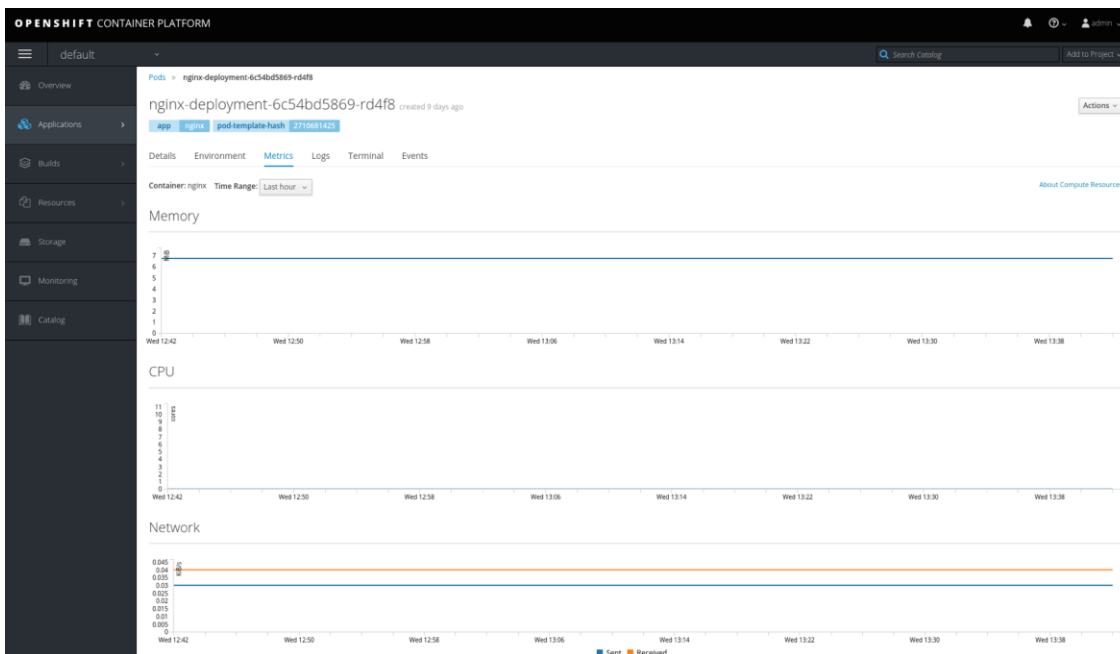 OPENSHIFT CONTAINER PLATFORM
admin
default
Search Catalog
Add to Project
Overview
Applications
Builds
Resources
Storage
Monitoring
Catalog
Pods » nginx-deployment-6c54bd5869-rd4f8
nginx-deployment-6c54bd5869-rd4f8 created 9 days ago
Actions
app nginx pod-template-hash 2710681425
Details Environment Metrics Logs Terminal Events
Container: nginx Time Range: Last hour
About Compute Resource
Memory
MiB
7
6
5
4
3
2
1
0
Wed 12:42 Wed 12:50 Wed 12:58 Wed 13:06 Wed 13:14 Wed 13:22 Wed 13:30 Wed 13:38
CPU
cores
11
10
9
8
7
6
5
4
3
2
1
0
Wed 12:42 Wed 12:50 Wed 12:58 Wed 13:06 Wed 13:14 Wed 13:22 Wed 13:30 Wed 13:38
Network
KiB/s
0.045
0.04
0.035
0.03
0.025
0.02
0.015
0.01
0.005
0
Wed 12:42 Wed 12:50 Wed 12:58 Wed 13:06 Wed 13:14 Wed 13:22 Wed 13:30 Wed 13:38
Sent Received